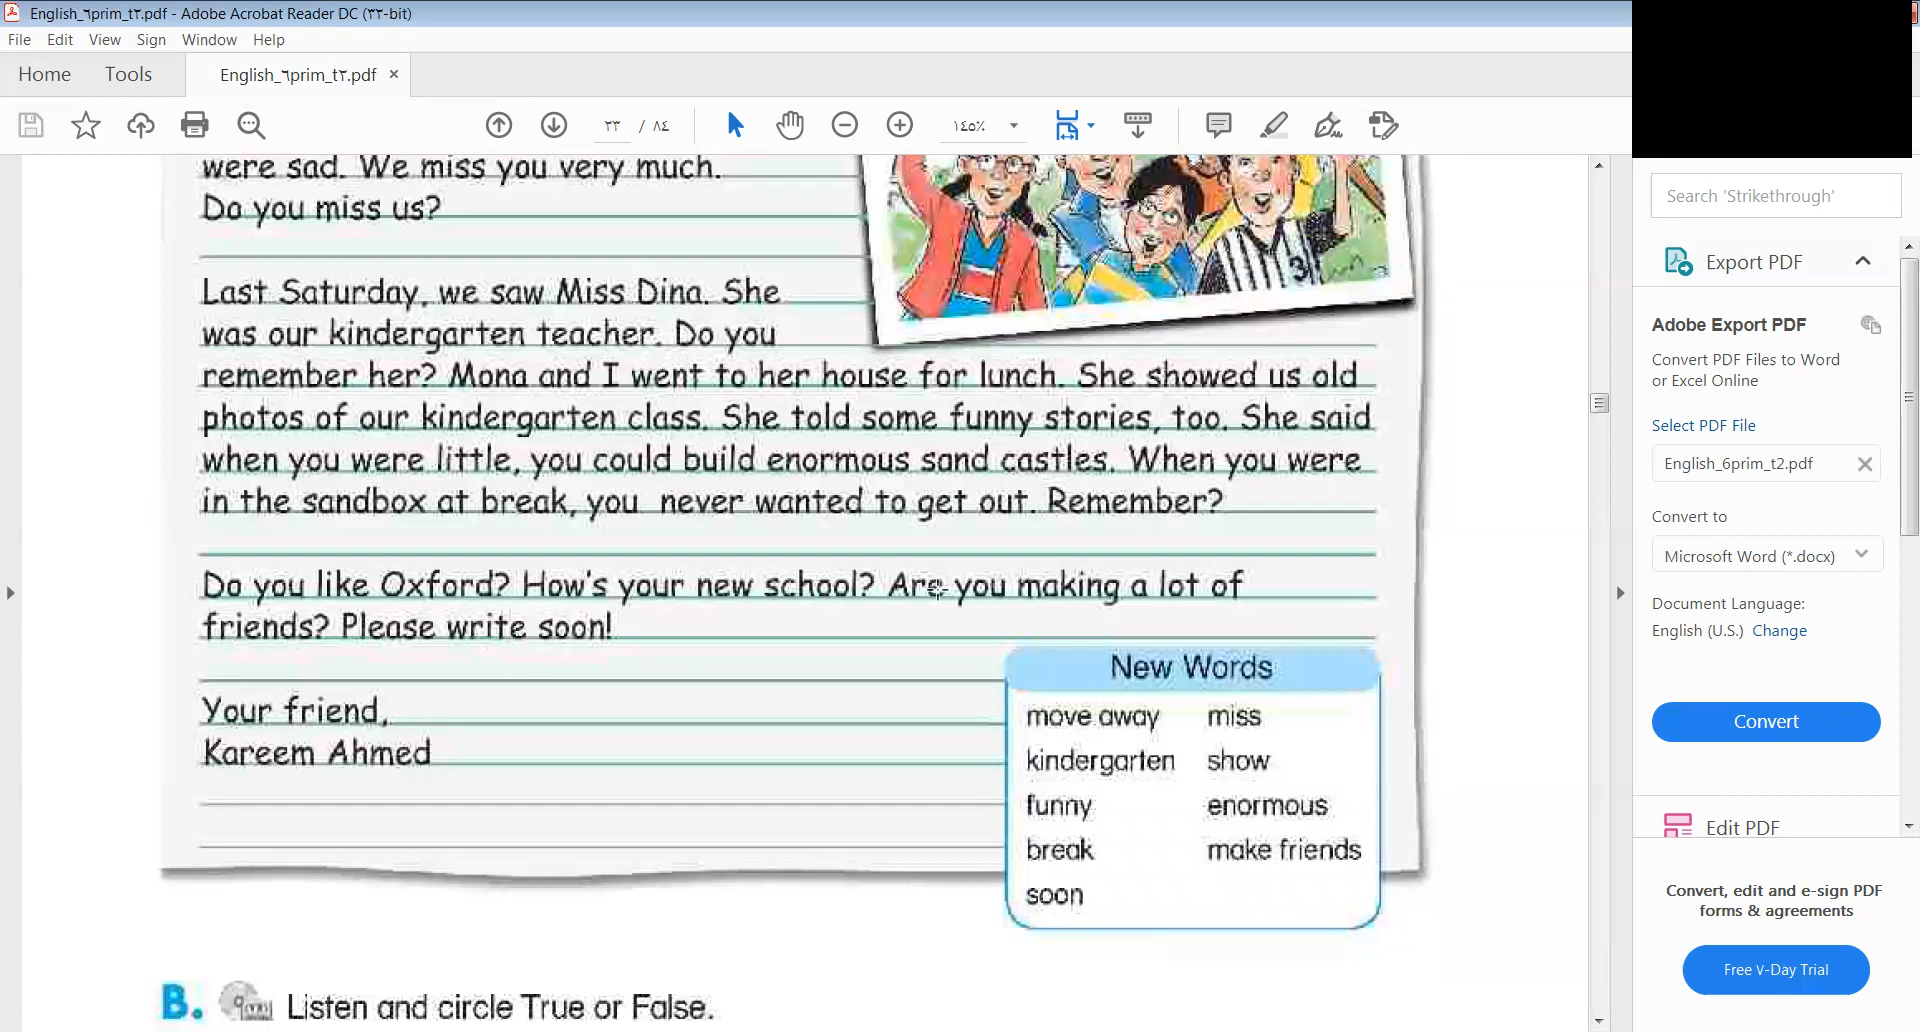 English_٦prim_t٢.pdf - Adobe Acrobat Reader DC (٣٢-bit)
File Edit View Sign Window Help
Home Tools English_٦prim_t٢.pdf ×
٢٣ / ٨٤ ١٤٥٪
Search 'Strikethrough'
were sad. We miss you very much.
Do you miss us?
Last Saturday, we saw Miss Dina. She
was our kindergarten teacher. Do you
remember her? Mona and I went to her house for lunch. She showed us old
photos of our kindergarten class. She told some funny stories, too. She said
when you were little, you could build enormous sand castles. When you were
in the sandbox at break, you never wanted to get out. Remember?
Do you like Oxford? How's your new school? Are you making a lot of
friends? Please write soon!
Your friend,
Kareem Ahmed
3
New Words
move away miss
kindergarten show
funny enormous
break make friends
soon
B. Listen and circle True or False.
Export PDF
Adobe Export PDF
Convert PDF Files to Word
or Excel Online
Select PDF File
English_6prim_t2.pdf
Convert to
Microsoft Word (*.docx)
Document Language:
English (U.S.) Change
Convert
Edit PDF
Convert, edit and e-sign PDF
forms & agreements
Free ٧-Day Trial